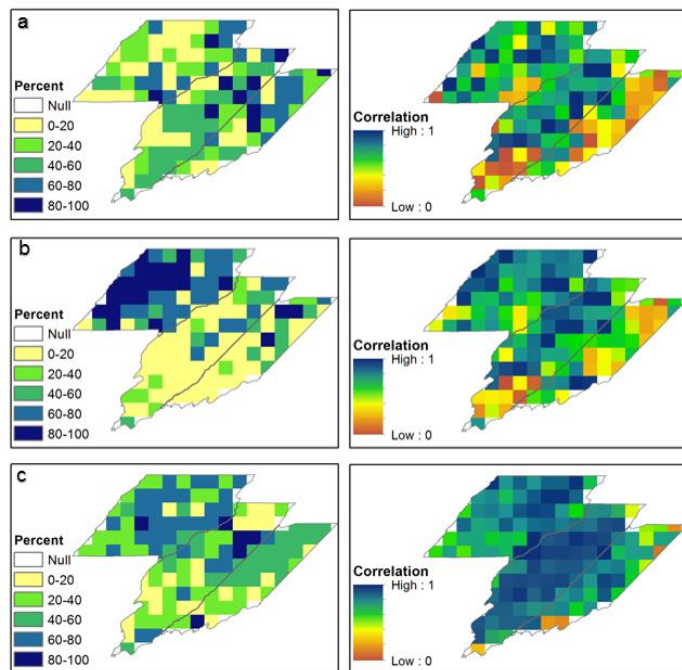 a
Percent
Null
0-20
20-40
40-60
60-80
80-100
Correlation
High : 1
Low : 0
b
Percent
Null
0-20
20-40
40-60
60-80
80-100
Correlation
High : 1
Low : 0
c
Percent
Null
0-20
20-40
40-60
60-80
80-100
Correlation
High : 1
Low : 0